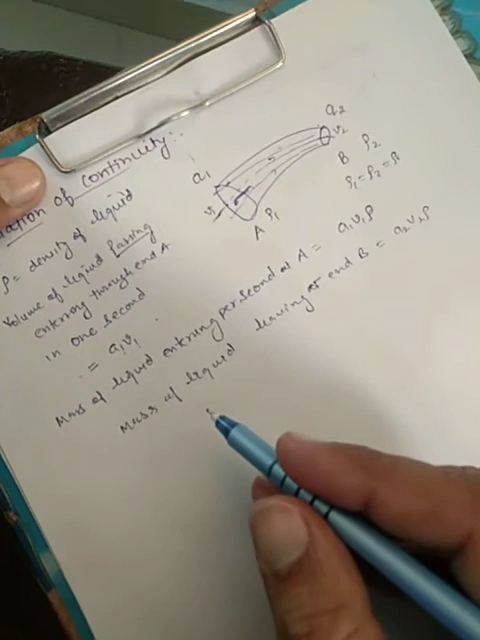 ation of continuity:-
a1
a2
v1
v2
A ρ1
B ρ2
ρ1 = ρ2 = ρ
ρ = density of liquid
Volume of liquid Passing
entering through end A
in one second
= a1v1
Mass of liquid entering per second at A = a1v1ρ
Mass of liquid leaving at end B = a2v2ρ